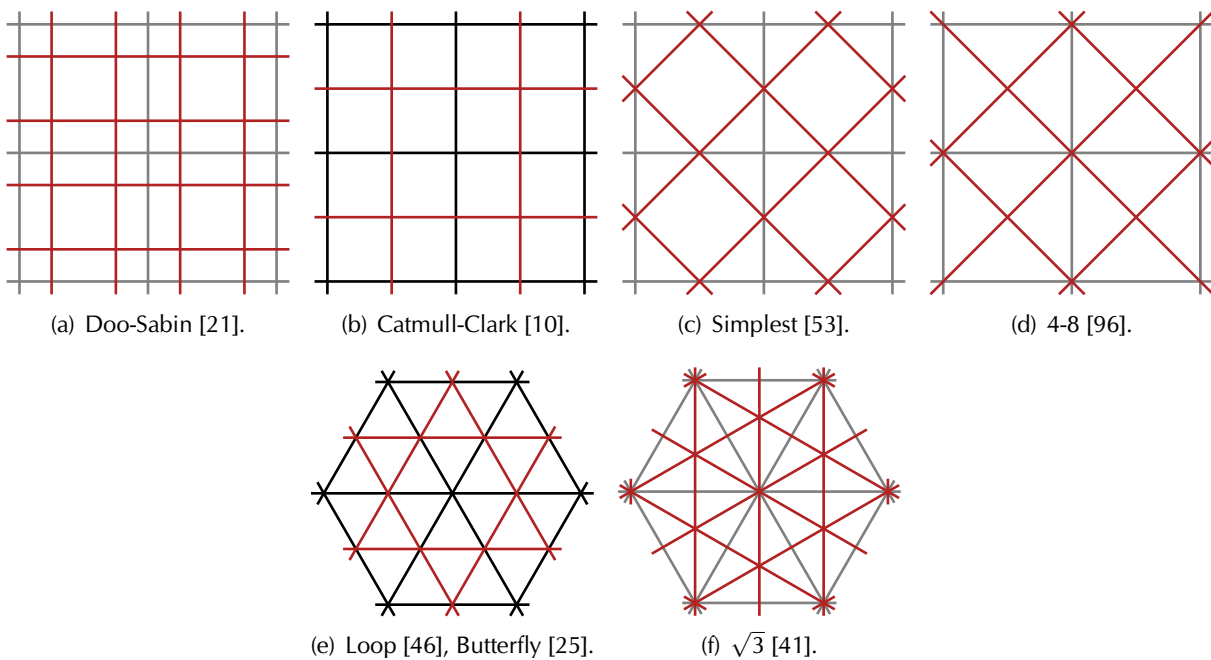 (a) Doo-Sabin [21]. (b) Catmull-Clark [10]. (c) Simplest [53]. (d) 4-8 [96].
(e) Loop [46], Butterfly [25]. (f) √3 [41].